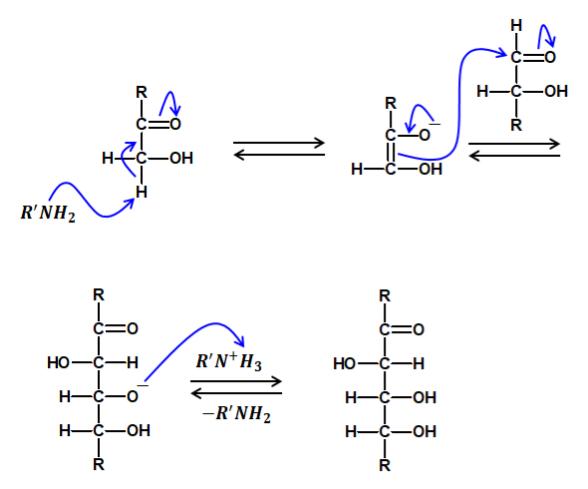 R
C=O
H-C-OH
H
R'NH₂
R
C-O⁻
H-C-OH
H
C=O
H-C-OH
R
R
C=O
HO-C-H
H-C-O⁻
H-C-OH
R
R'N⁺H₃
−R'NH₂
R
C=O
HO-C-H
H-C-OH
H-C-OH
R